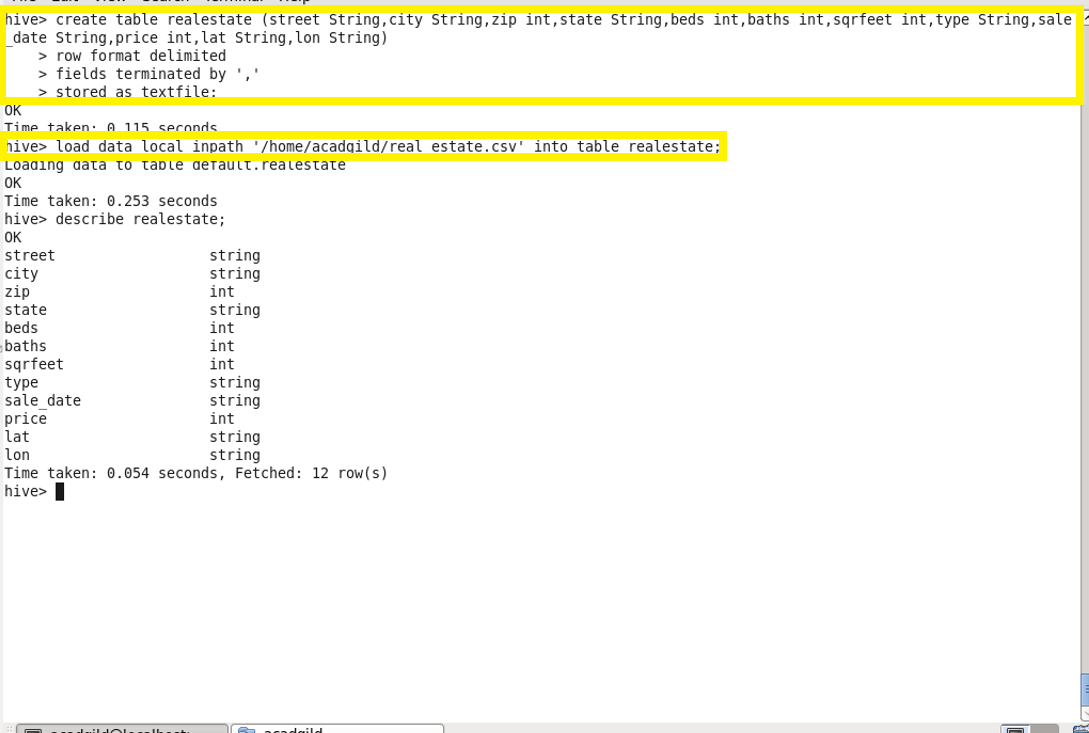 hive> create table realestate (street String,city String,zip int,state String,beds int,baths int,sqrfeet int,type String,sale
_date String,price int,lat String,lon String)
    > row format delimited
    > fields terminated by ','
    > stored as textfile;
OK
Time taken: 0.115 seconds
hive> load data local inpath '/home/acadgild/real_estate.csv' into table realestate;
Loading data to table default.realestate
OK
Time taken: 0.253 seconds
hive> describe realestate;
OK
street                  string
city                    string
zip                     int
state                   string
beds                    int
baths                   int
sqrfeet                 int
type                    string
sale_date               string
price                   int
lat                     string
lon                     string
Time taken: 0.054 seconds, Fetched: 12 row(s)
hive>
acadgild@localhost:
acadgild